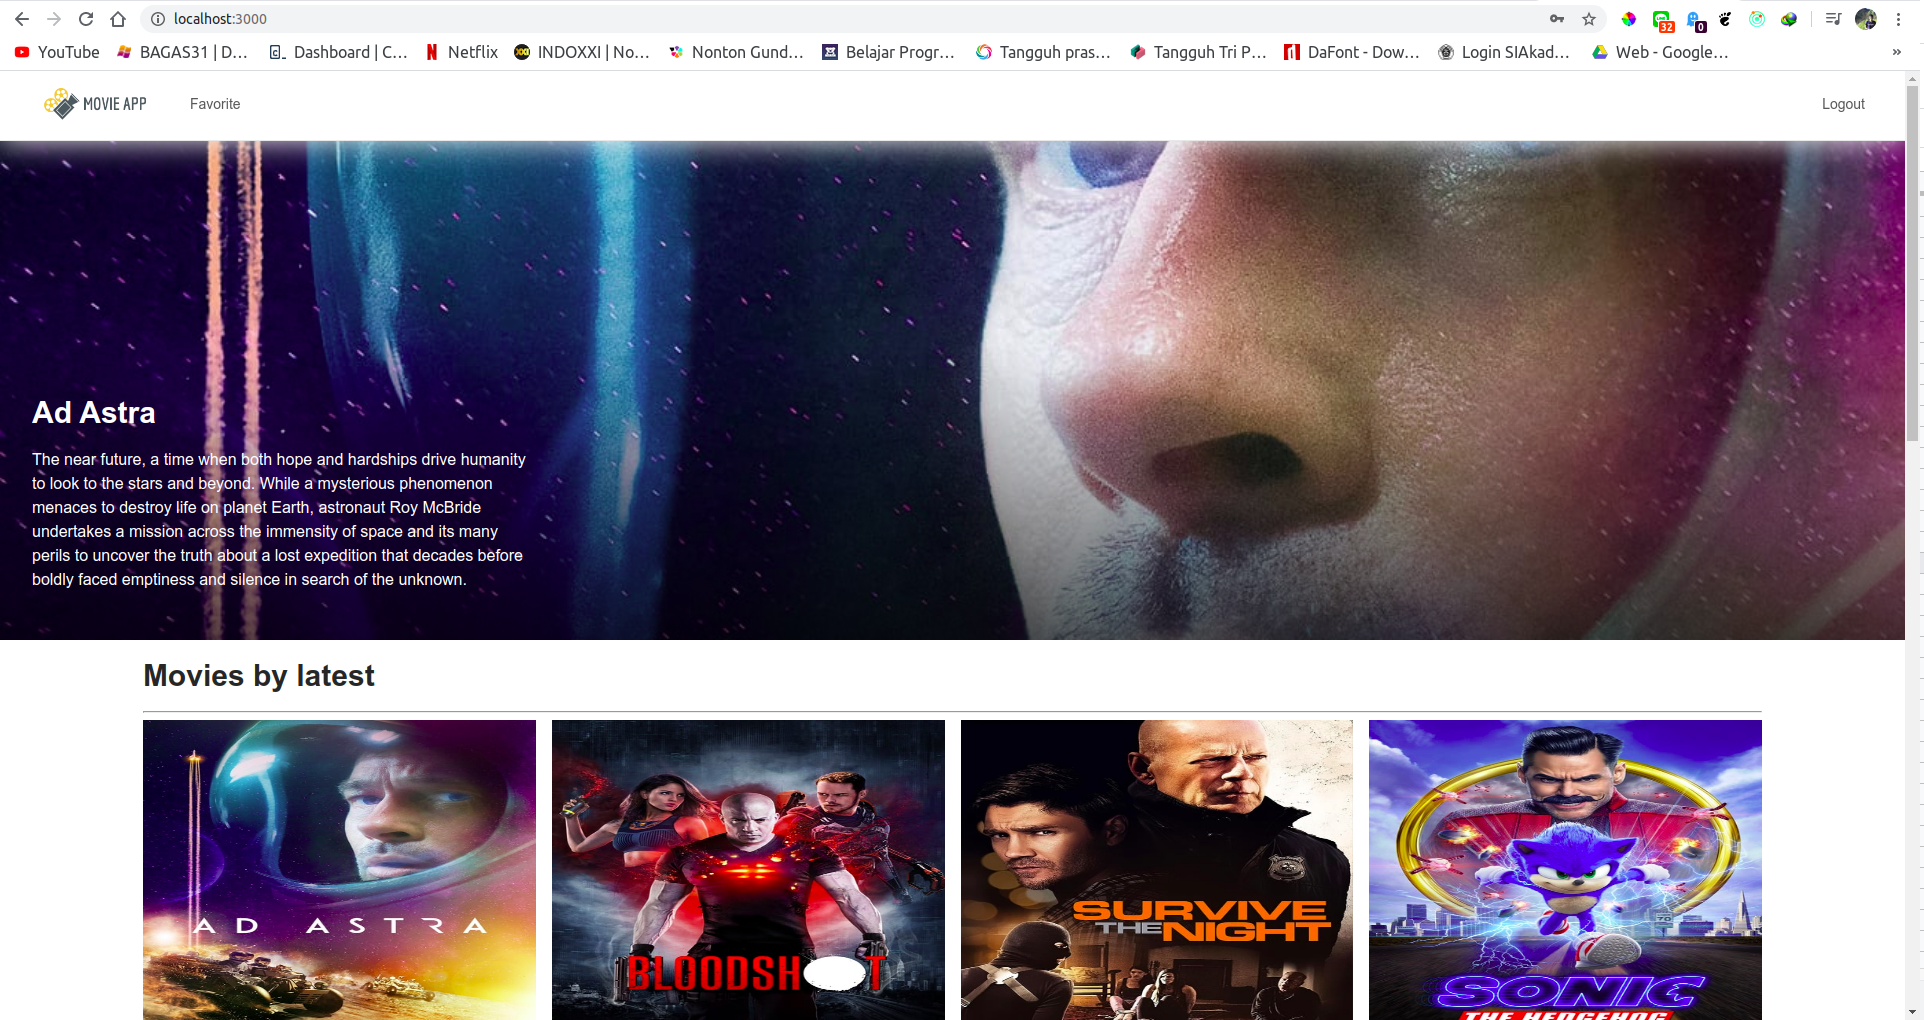 localhost:3000
32
0
YouTube
BAGAS31 | D...
Dashboard | C...
Netflix
INDOXXI | No...
Nonton Gund...
Belajar Progr...
Tangguh pras...
Tangguh Tri P...
DaFont - Dow...
Login SIAkad...
Web - Google...
»
MOVIE APP
Favorite
Logout
Ad Astra
The near future, a time when both hope and hardships drive humanity
to look to the stars and beyond. While a mysterious phenomenon
menaces to destroy life on planet Earth, astronaut Roy McBride
undertakes a mission across the immensity of space and its many
perils to uncover the truth about a lost expedition that decades before
boldly faced emptiness and silence in search of the unknown.
Movies by latest
AD ASTRA
BLOODSHOT
SURVIVE
THE NIGHT
70
SONIC
THE HEDGEHOG